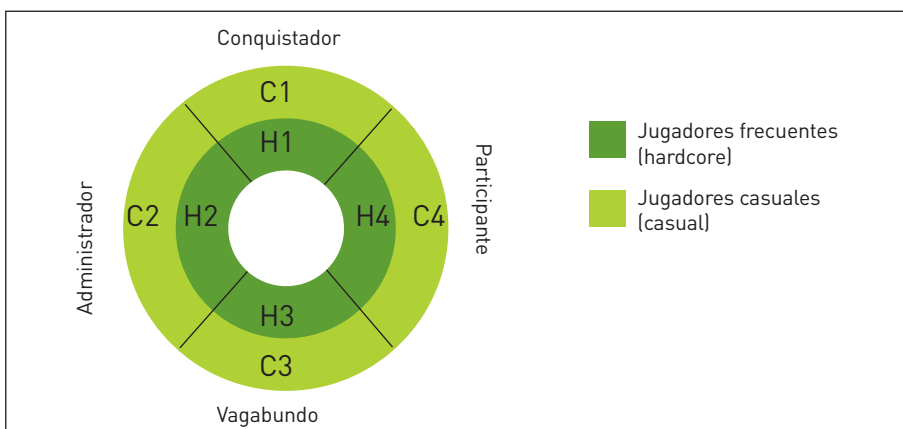 Conquistador
C1
H1
Administrador
C2
H2
H4
C4
Participante
H3
C3
Vagabundo
Jugadores frecuentes
(hardcore)
Jugadores casuales
(casual)